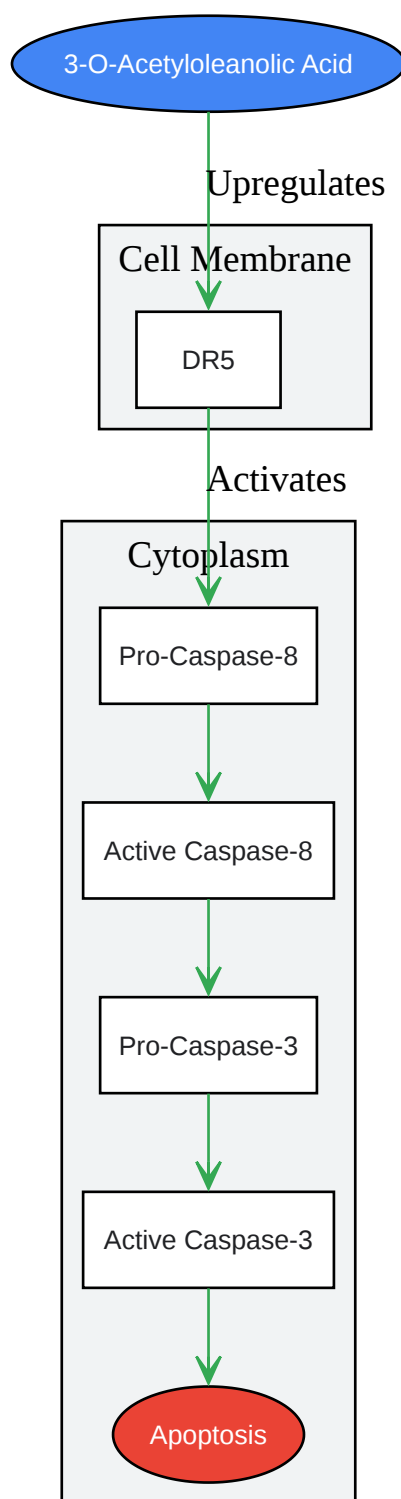 3-O-Acetyloleanolic Acid
Upregulates
Cell Membrane
DR5
Activates
Cytoplasm
Pro-Caspase-8
Active Caspase-8
Pro-Caspase-3
Active Caspase-3
Apoptosis